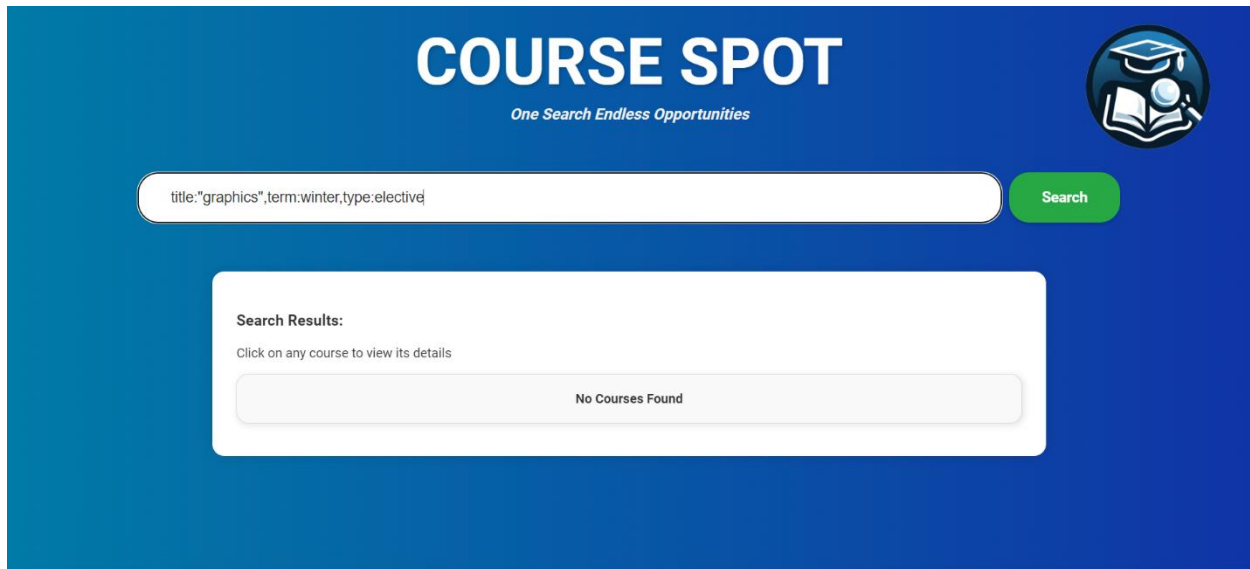 COURSE SPOT
One Search Endless Opportunities
title:"graphics",term:winter,type:elective
Search
Search Results:
Click on any course to view its details
No Courses Found